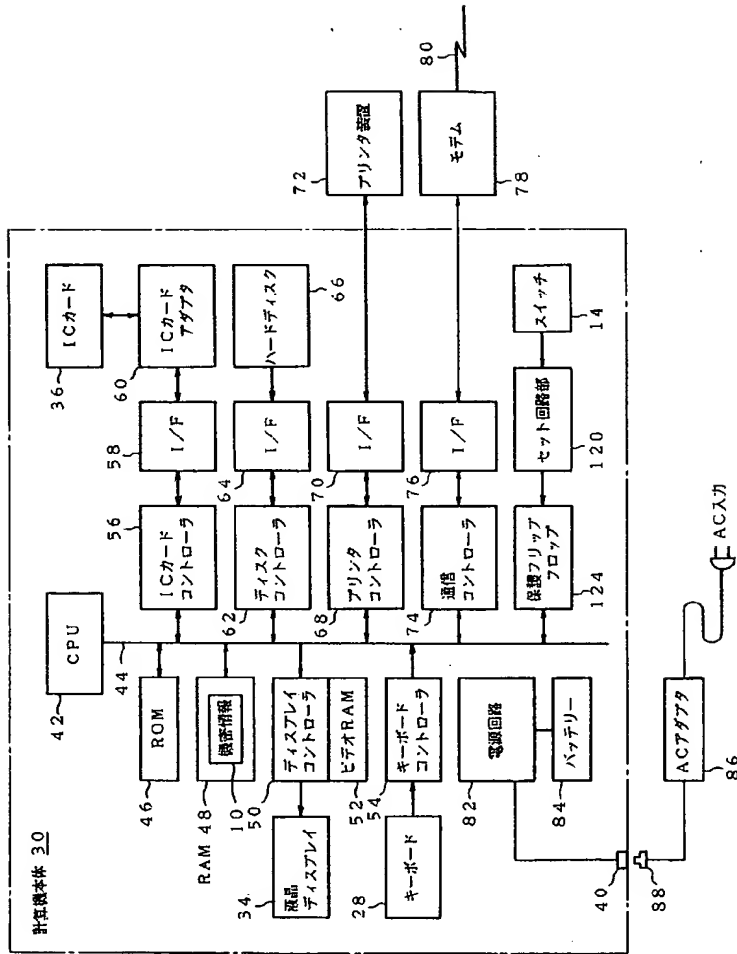 計算機本体 30
42
CPU
44
46
ROM
RAM 48
機密情報
10
50
ディスプレイ
コントローラ
52
ビデオRAM
34
液晶
ディスプレイ
54
キーボード
コントローラ
28
キーボード
82
電源回路
84
バッテリー
40
88
ACアダプタ
86
AC入力
56
ICカード
コントローラ
58
I/F
60
ICカード
アダプタ
36
ICカード
62
ディスク
コントローラ
64
I/F
ハードディスク
66
68
プリンタ
コントローラ
70
I/F
72
プリンタ装置
74
通信
コントローラ
76
I/F
モデム
78
80
保護フリップ
フロップ
124
セット回路部
120
スイッチ
14